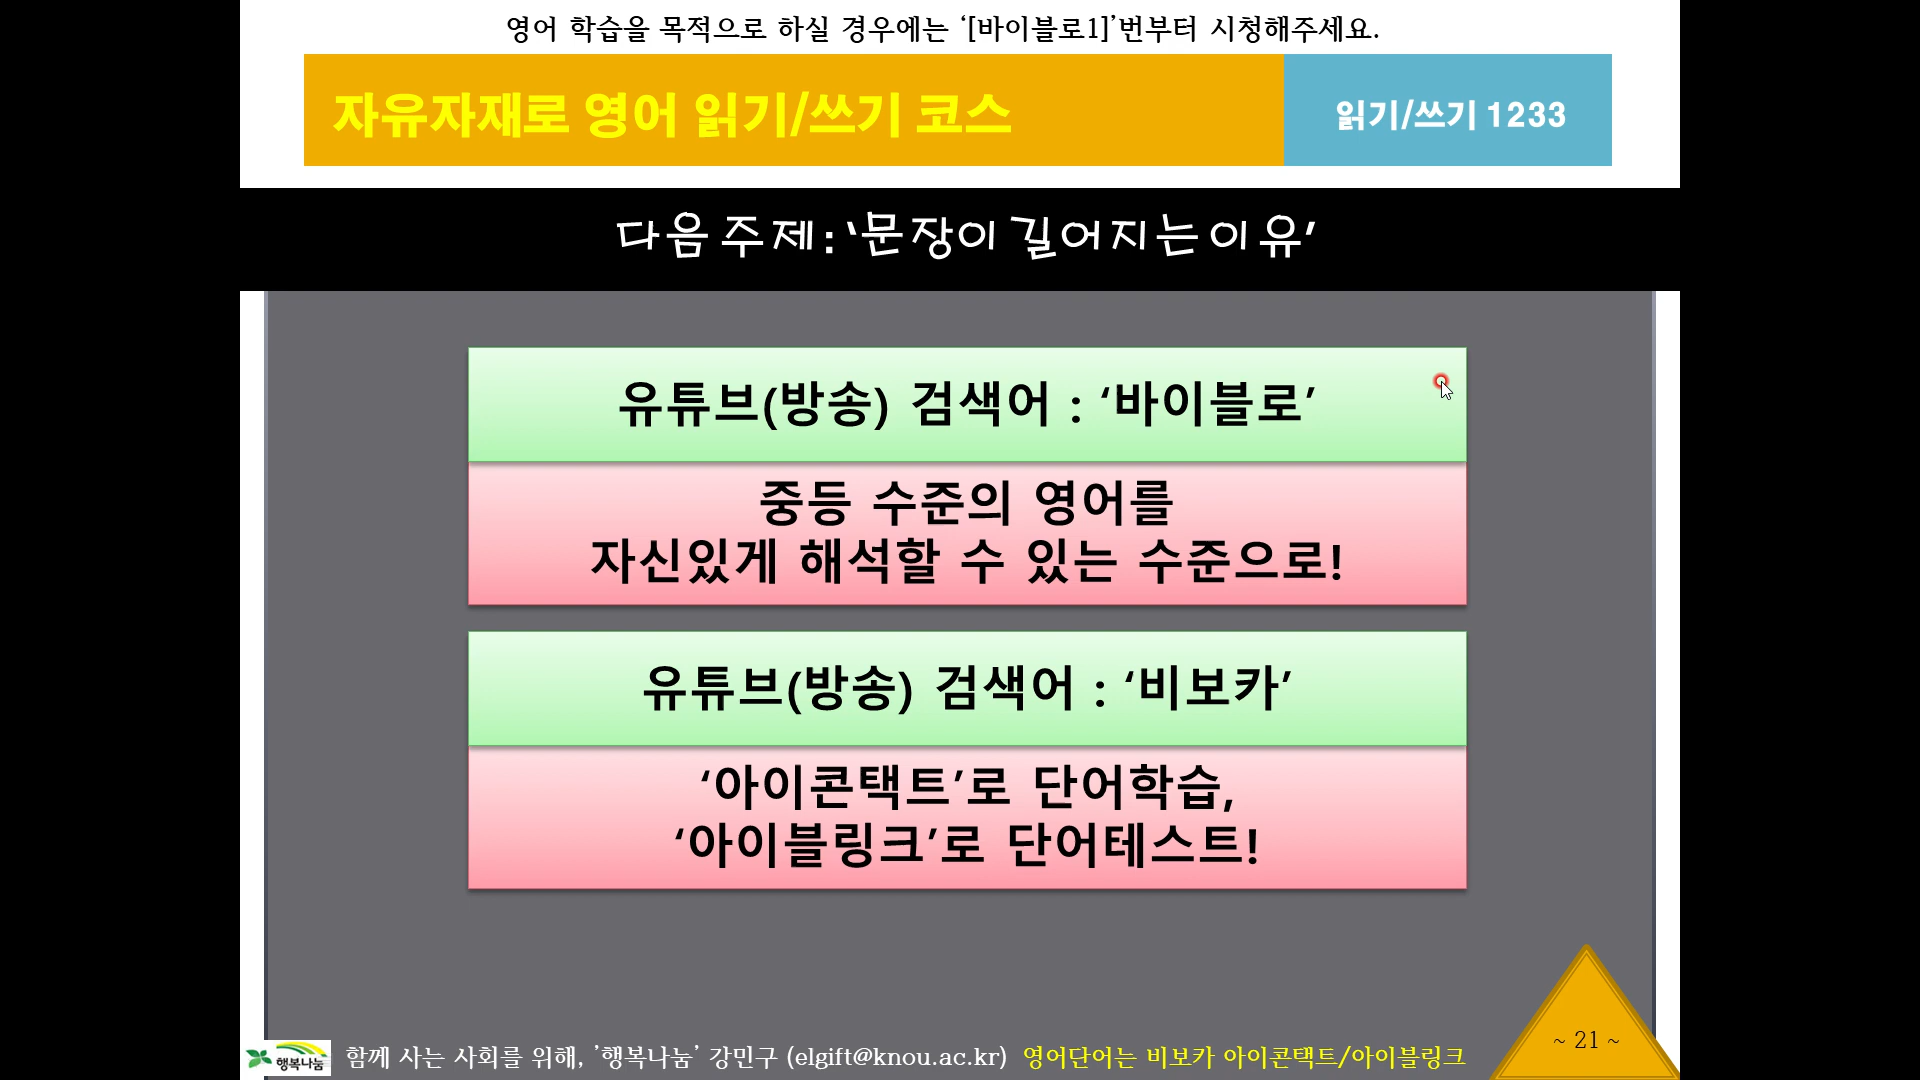 영어 학습을 목적으로 하실 경우에는 ‘[바이블로1]’번부터 시청해주세요.
자유자재로 영어 읽기/쓰기 코스
읽기/쓰기 1233
다음 주제 : ‘문장이 길어지는 이유’
유튜브(방송) 검색어 : ‘바이블로’
중등 수준의 영어를
자신있게 해석할 수 있는 수준으로!
유튜브(방송) 검색어 : ‘비보카’
‘아이콘택트’로 단어학습,
‘아이블링크’로 단어테스트!
~ 21 ~
행복나눔
함께 사는 사회를 위해, ’행복나눔’ 강민구 (elgift@knou.ac.kr) 영어단어는 비보카 아이콘택트/아이블링크